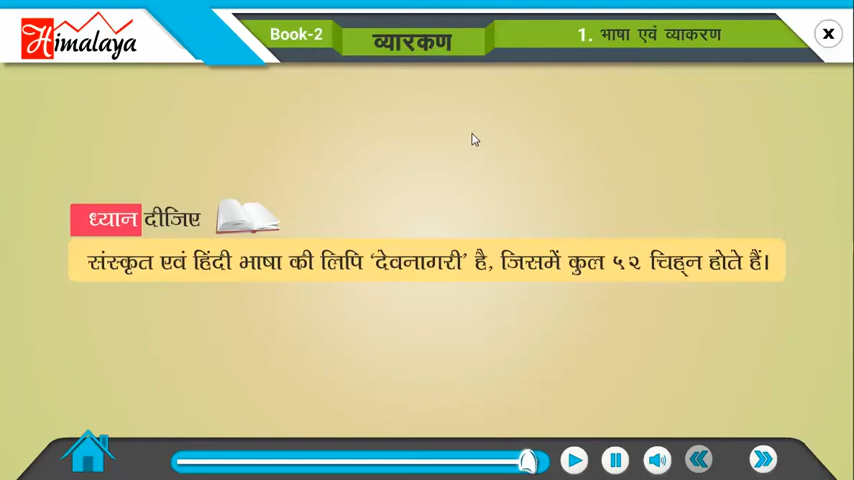 Himalaya
Book-2
व्यारकण
1. भाषा एवं व्याकरण
X
ध्यान दीजिए
संस्कृत एवं हिंदी भाषा की लिपि ‘देवनागरी’ है, जिसमें कुल ५२ चिह्न होते हैं।